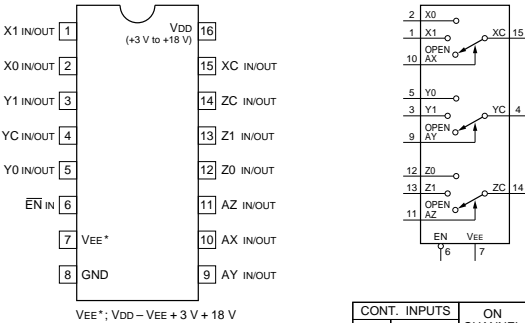 X1 IN/OUT 1
VDD 16
(+3 V to +18 V)
X0 IN/OUT 2
15 XC IN/OUT
Y1 IN/OUT 3
14 ZC IN/OUT
YC IN/OUT 4
13 Z1 IN/OUT
Y0 IN/OUT 5
12 Z0 IN/OUT
EN IN 6
11 AZ IN/OUT
7 VEE*
10 AX IN/OUT
8 GND
9 AY IN/OUT
VEE*; VDD – VEE + 3 V + 18 V
2 X0
1 X1
XC 15
OPEN
10 AX
5 Y0
3 Y1
YC 4
OPEN
9 AY
12 Z0
13 Z1
ZC 14
OPEN
11 AZ
EN VEE
6 7
CONT. INPUTS
ON